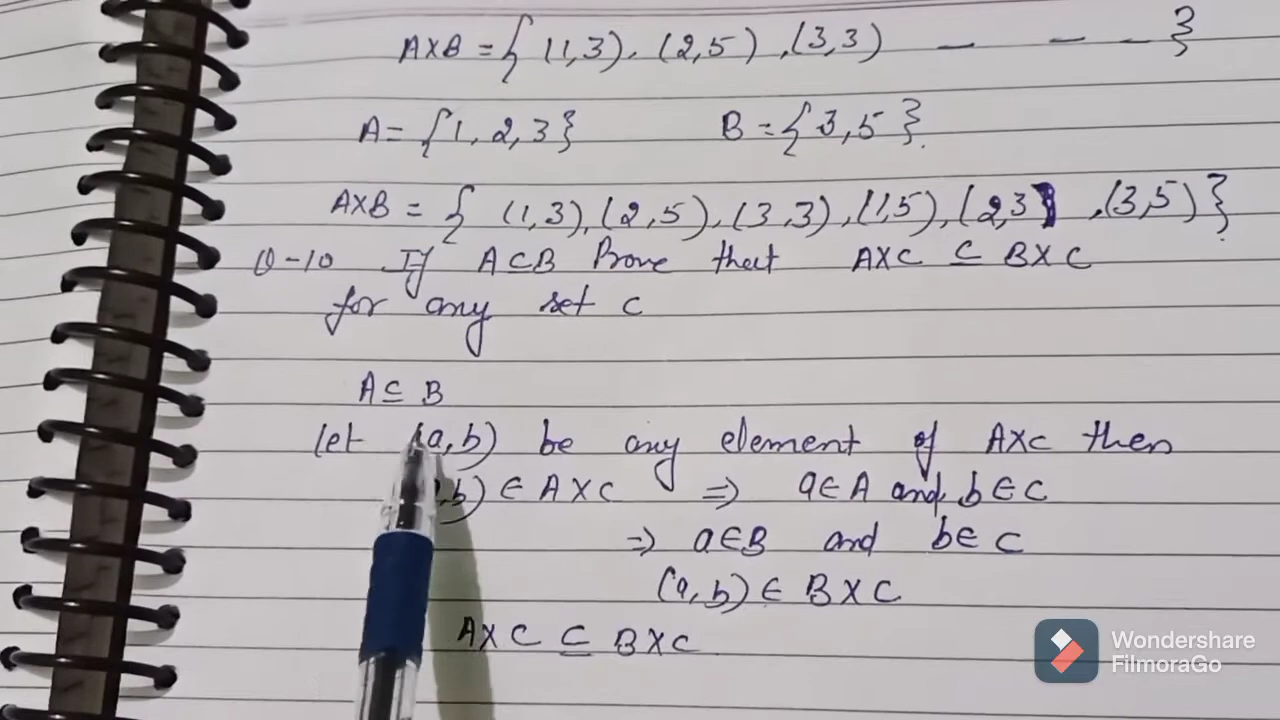 A×B = { (1,3), (2,5), (3,3) — — — }
A = {1, 2, 3} B = {3,5}.
A×B = { (1,3), (2,5), (3,3), (1,5), (2,3) , (3,5) }.
Q-10 If A⊂B Prove that A×C ⊆ B×C
for any set C
A ⊆ B
let (a,b) be any element of A×C then
,b) ∈ A×C ⇒ a∈A and b∈C
⇒ a∈B and b∈C
(a,b) ∈ B×C
A×C ⊆ B×C
Wondershare
FilmoraGo